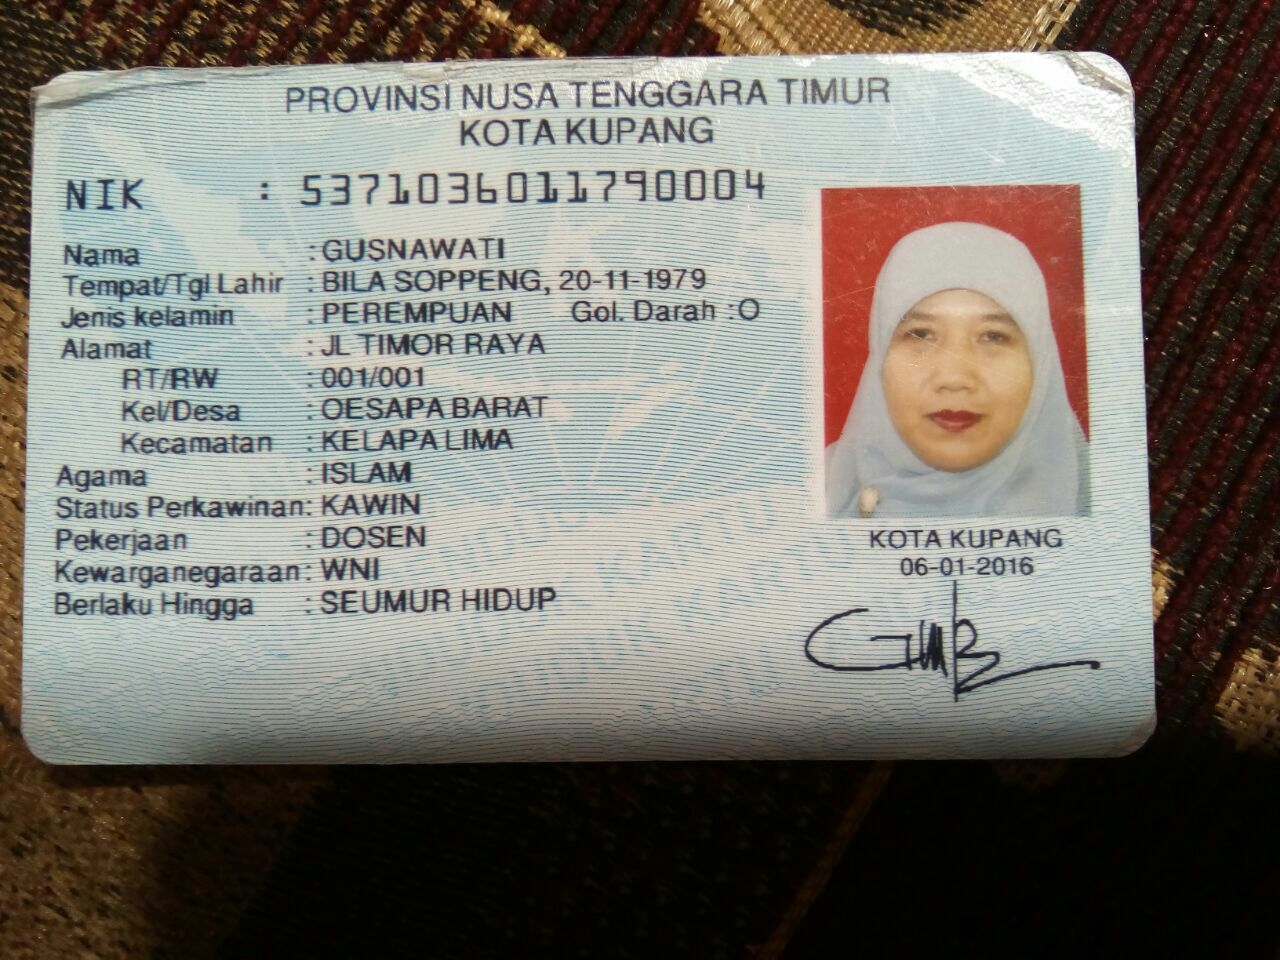 PROVINSI NUSA TENGGARA TIMUR
KOTA KUPANG
NIK : 5371036011790004
Nama : GUSNAWATI
Tempat/Tgl Lahir : BILA SOPPENG, 20-11-1979
Jenis kelamin : PEREMPUAN Gol. Darah : O
Alamat : JL TIMOR RAYA
RT/RW : 001/001
Kel/Desa : OESAPA BARAT
Kecamatan : KELAPA LIMA
Agama : ISLAM
Status Perkawinan : KAWIN
Pekerjaan : DOSEN
Kewarganegaraan : WNI
Berlaku Hingga : SEUMUR HIDUP
KOTA KUPANG
06-01-2016